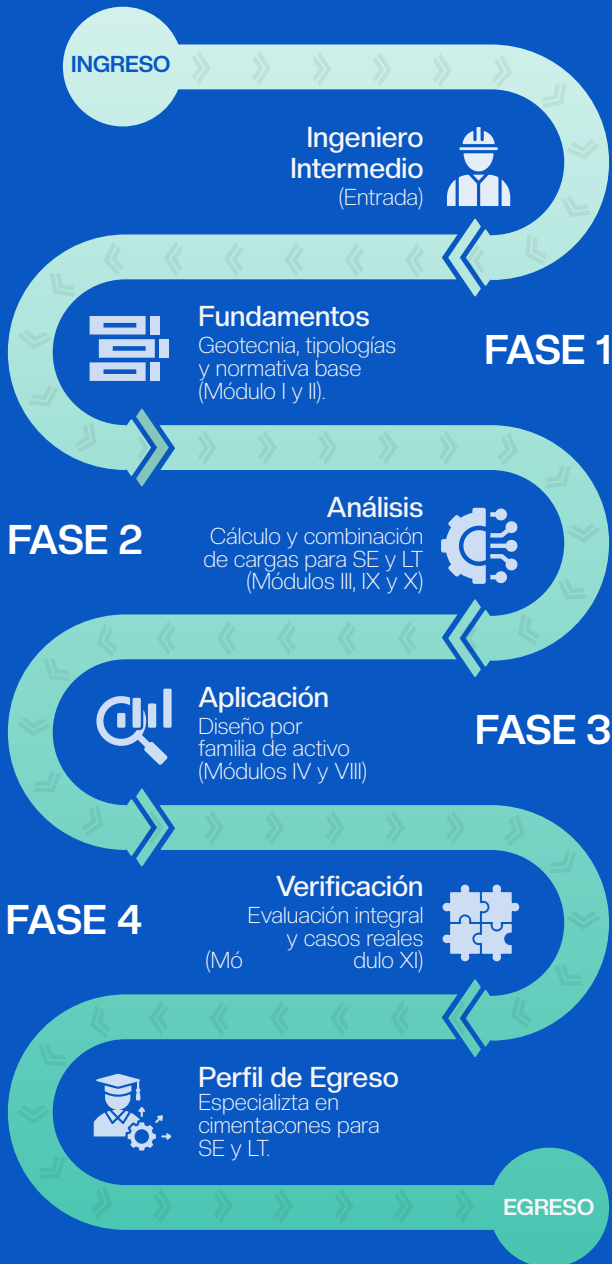 INGRESO
Ingeniero
Intermedio
(Entrada)
Fundamentos
Geotecnia, tipologías
y normativa base
(Módulo I y II).
FASE 1
Análisis
Cálculo y combinación
de cargas para SE y LT
(Módulos III, IX y X)
FASE 2
Aplicación
Diseño por
familia de activo
(Módulos IV y VIII)
FASE 3
Verificación
Evaluación integral
y casos reales
(Mó dulo XI)
FASE 4
Perfil de Egreso
Especializta en
cimentacones para
SE y LT.
EGRESO